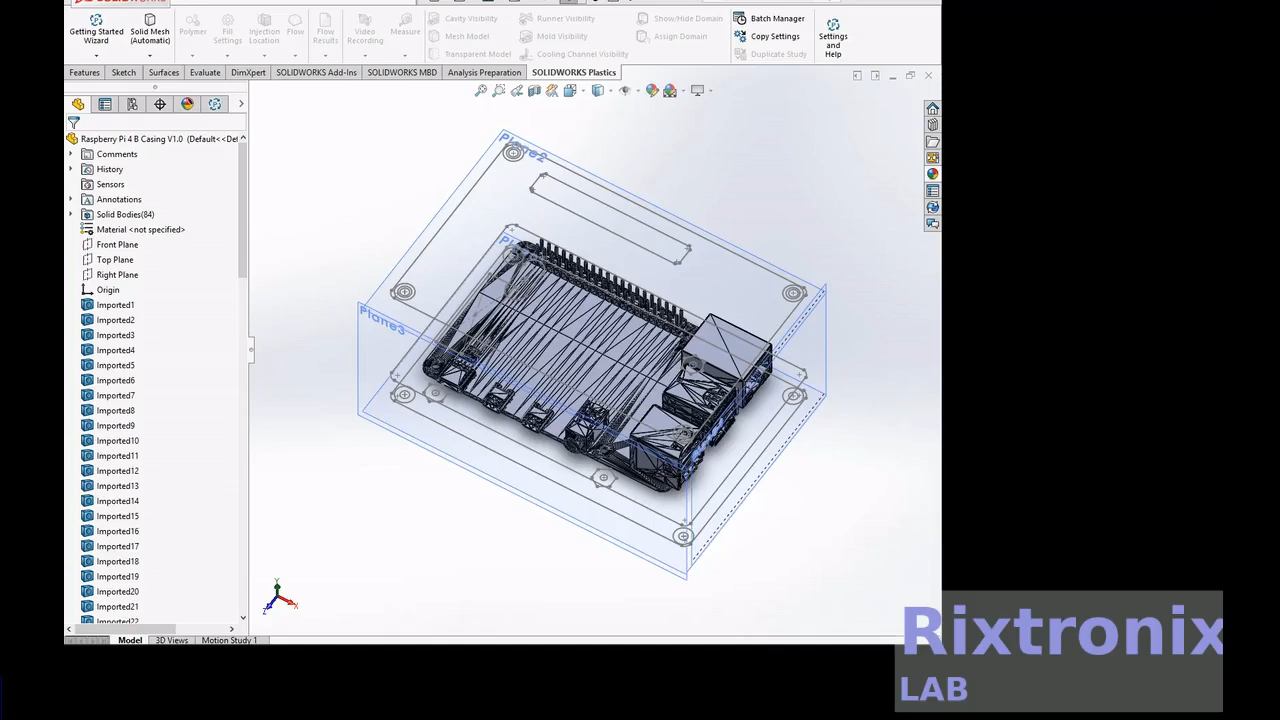 SOLIDWORKS
Getting Started Wizard
Solid Mesh (Automatic)
Polymer
Fill Settings
Injection Location
Flow
Flow Results
Video Recording
Measure
Cavity Visibility
Mesh Model
Transparent Model
Runner Visibility
Mold Visibility
Cooling Channel Visibility
Show/Hide Domain
Assign Domain
Batch Manager
Copy Settings
Duplicate Study
Settings and Help
Features
Sketch
Surfaces
Evaluate
DimXpert
SOLIDWORKS Add-Ins
SOLIDWORKS MBD
Analysis Preparation
SOLIDWORKS Plastics
Raspberry Pi 4 B Casing V1.0 (Default<<Def
Comments
History
Sensors
Annotations
Solid Bodies(84)
Material <not specified>
Front Plane
Top Plane
Right Plane
Origin
Imported1
Imported2
Imported3
Imported4
Imported5
Imported6
Imported7
Imported8
Imported9
Imported10
Imported11
Imported12
Imported13
Imported14
Imported15
Imported16
Imported17
Imported18
Imported19
Imported20
Imported21
Imported22
Plane2
Plane3
Y
X
Z
Model
3D Views
Motion Study 1
Rixtronix
LAB